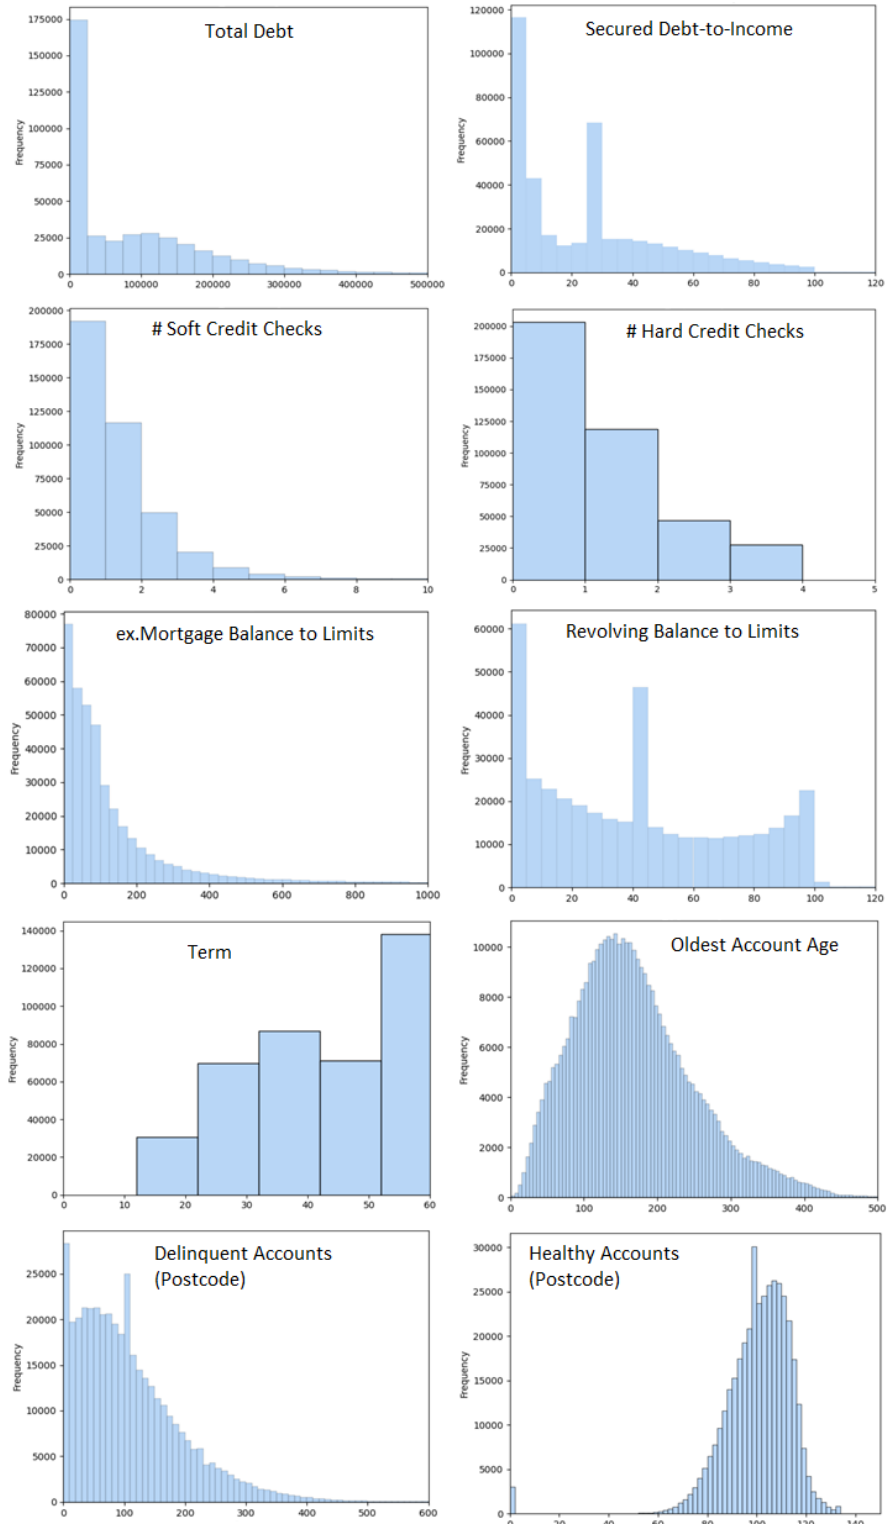 Total Debt
175000
150000
125000
100000
75000
50000
25000
0
Frequency
0 100000 200000 300000 400000 500000
Secured Debt-to-Income
120000
100000
80000
60000
40000
20000
0
Frequency
0 20 40 60 80 100 120
# Soft Credit Checks
200000
175000
150000
125000
100000
75000
50000
25000
0
Frequency
0 2 4 6 8 10
# Hard Credit Checks
200000
175000
150000
125000
100000
75000
50000
25000
0
Frequency
0 1 2 3 4 5
ex.Mortgage Balance to Limits
80000
70000
60000
50000
40000
30000
20000
10000
0
Frequency
0 200 400 600 800 1000
Revolving Balance to Limits
60000
50000
40000
30000
20000
10000
0
Frequency
0 20 40 60 80 100 120
Term
140000
120000
100000
80000
60000
40000
20000
0
Frequency
0 10 20 30 40 50 60
Oldest Account Age
10000
8000
6000
4000
2000
0
Frequency
0 100 200 300 400 500
Delinquent Accounts
(Postcode)
25000
20000
15000
10000
5000
0
Frequency
0 100 200 300 400 500 600
Healthy Accounts
(Postcode)
30000
25000
20000
15000
10000
5000
0
Frequency
0 20 40 60 80 100 120 140